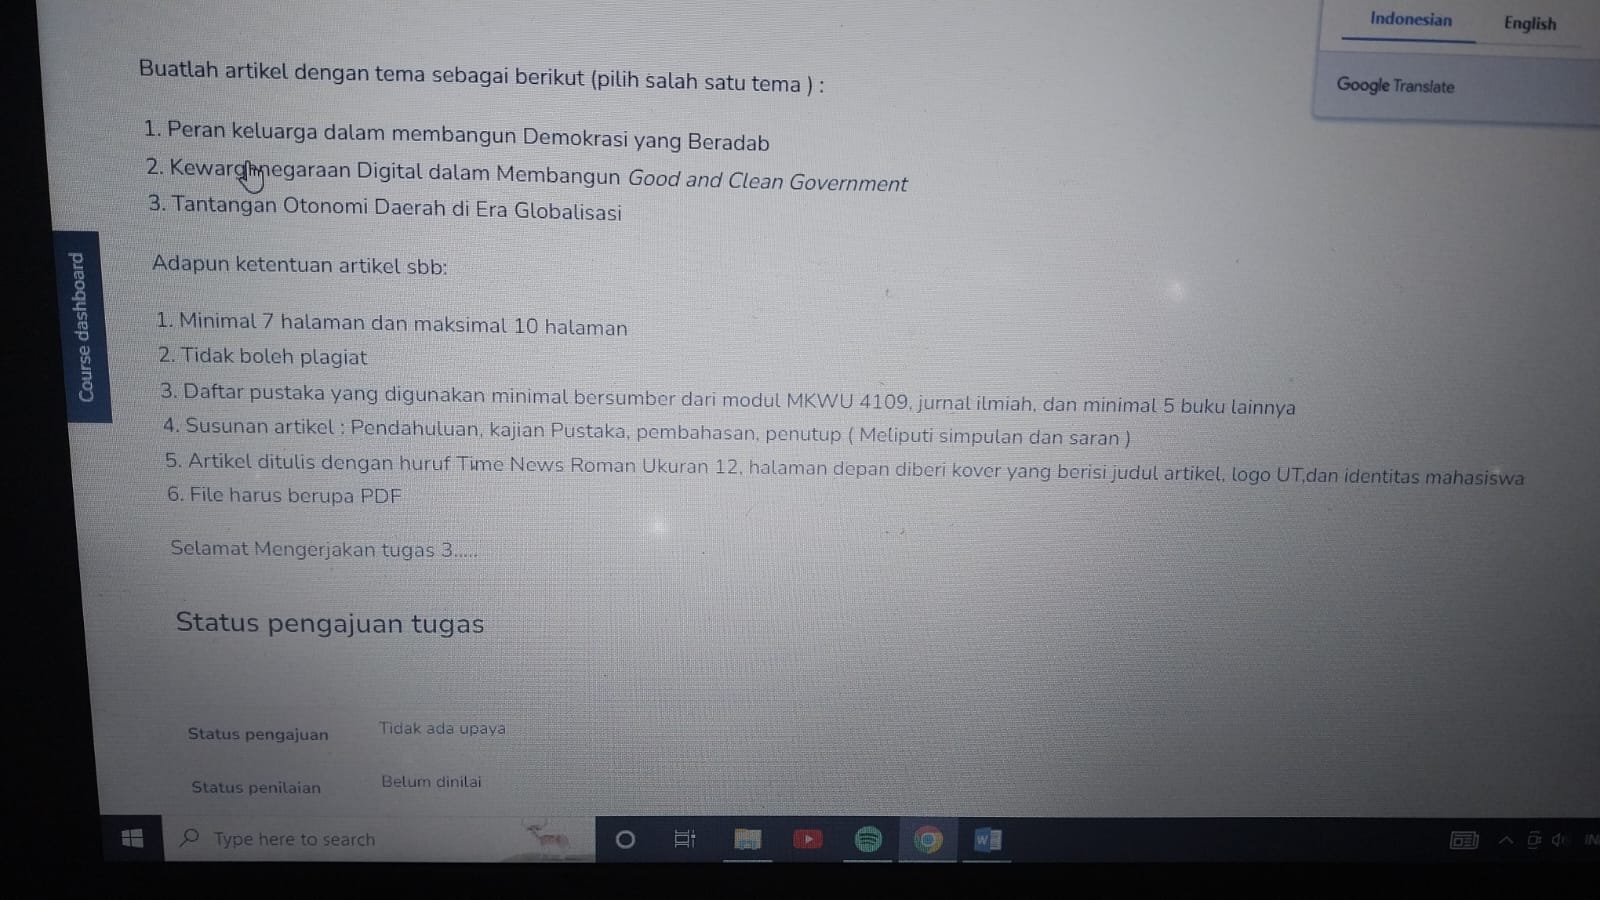 Indonesian English
Google Translate
Buatlah artikel dengan tema sebagai berikut (pilih salah satu tema ) :
1. Peran keluarga dalam membangun Demokrasi yang Beradab
2. Kewarganegaraan Digital dalam Membangun Good and Clean Government
3. Tantangan Otonomi Daerah di Era Globalisasi
Course dashboard
Adapun ketentuan artikel sbb:
1. Minimal 7 halaman dan maksimal 10 halaman
2. Tidak boleh plagiat
3. Daftar pustaka yang digunakan minimal bersumber dari modul MKWU 4109, jurnal ilmiah, dan minimal 5 buku lainnya
4. Susunan artikel : Pendahuluan, kajian Pustaka, pembahasan, penutup ( Meliputi simpulan dan saran )
5. Artikel ditulis dengan huruf Time News Roman Ukuran 12, halaman depan diberi kover yang berisi judul artikel, logo UT,dan identitas mahasiswa
6. File harus berupa PDF
Selamat Mengerjakan tugas 3.....
Status pengajuan tugas
Status pengajuan Tidak ada upaya
Status penilaian Belum dinilai
Type here to search